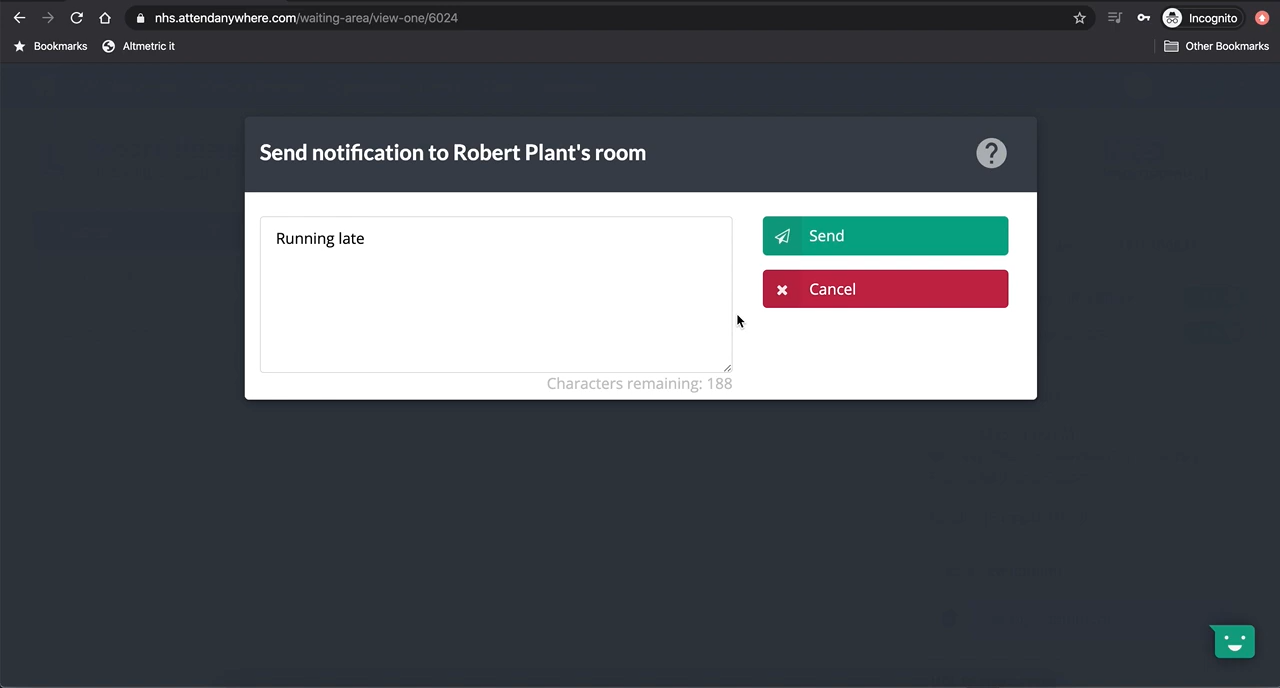 nhs.attendanywhere.com/waiting-area/view-one/6024
Incognito
Bookmarks
Altmetric it
Other Bookmarks
Send notification to Robert Plant's room
?
Running late
Send
Cancel
Characters remaining: 188